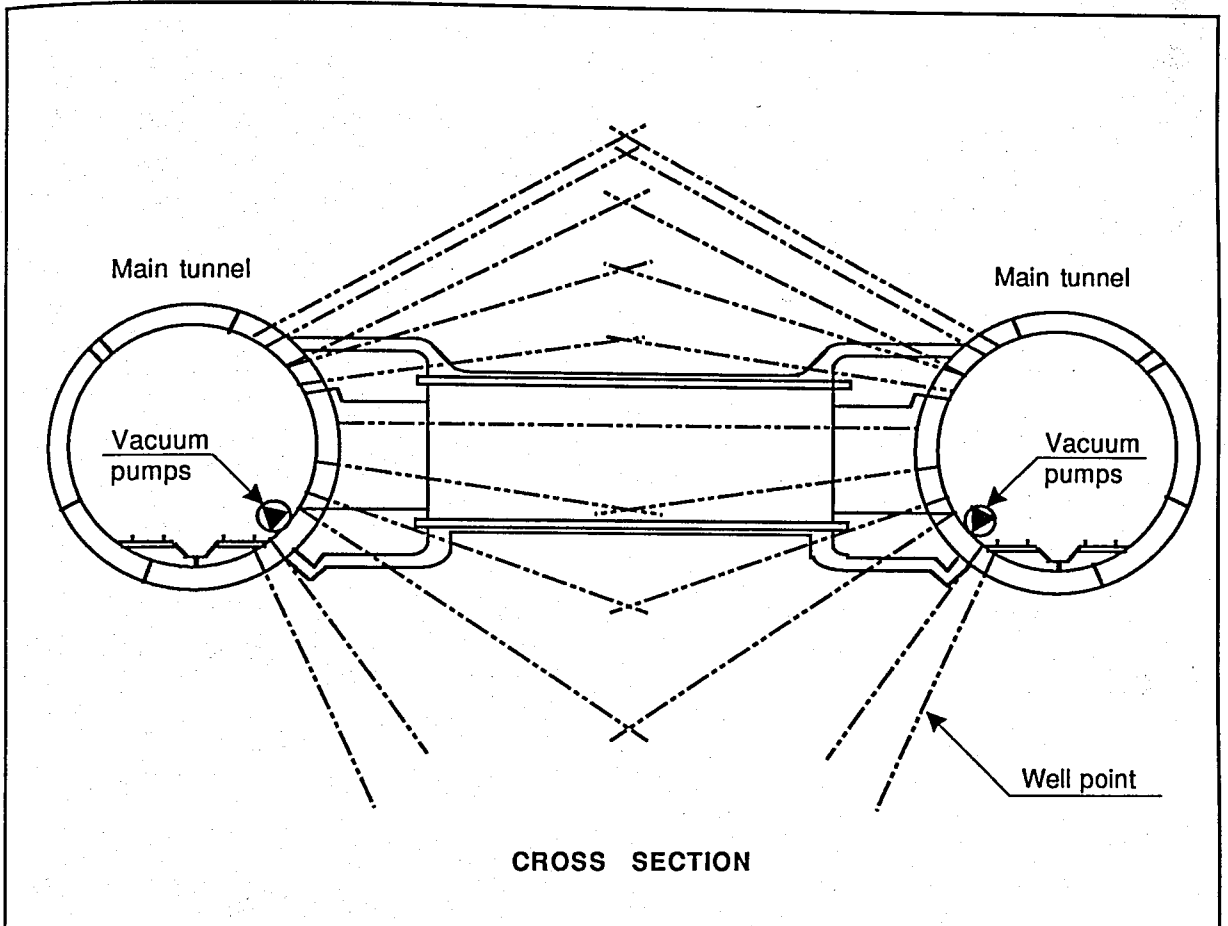 Main tunnel
Main tunnel
Vacuum
pumps
Vacuum
pumps
Well point
CROSS SECTION